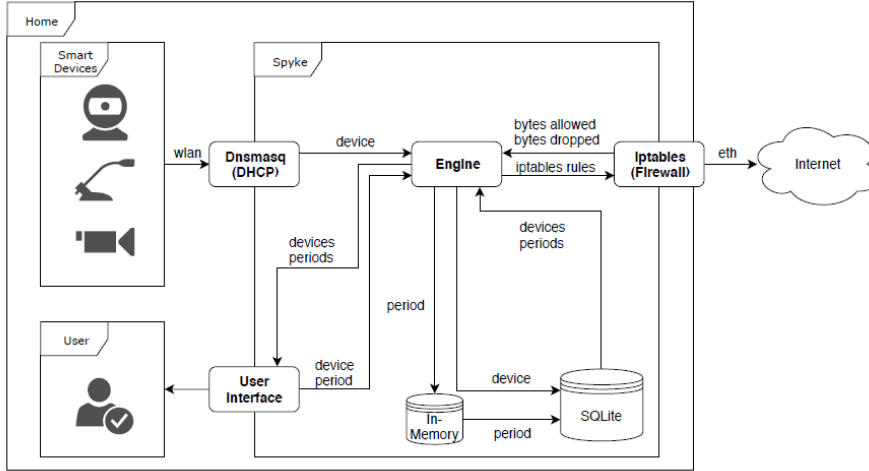 Home
Smart
Devices
Spyke
wlan
Dnsmasq
(DHCP)
device
Engine
bytes allowed
bytes dropped
iptables rules
Iptables
(Firewall)
eth
Internet
devices
periods
devices
periods
period
User
User
Interface
device
period
device
In-
Memory
period
SQLite